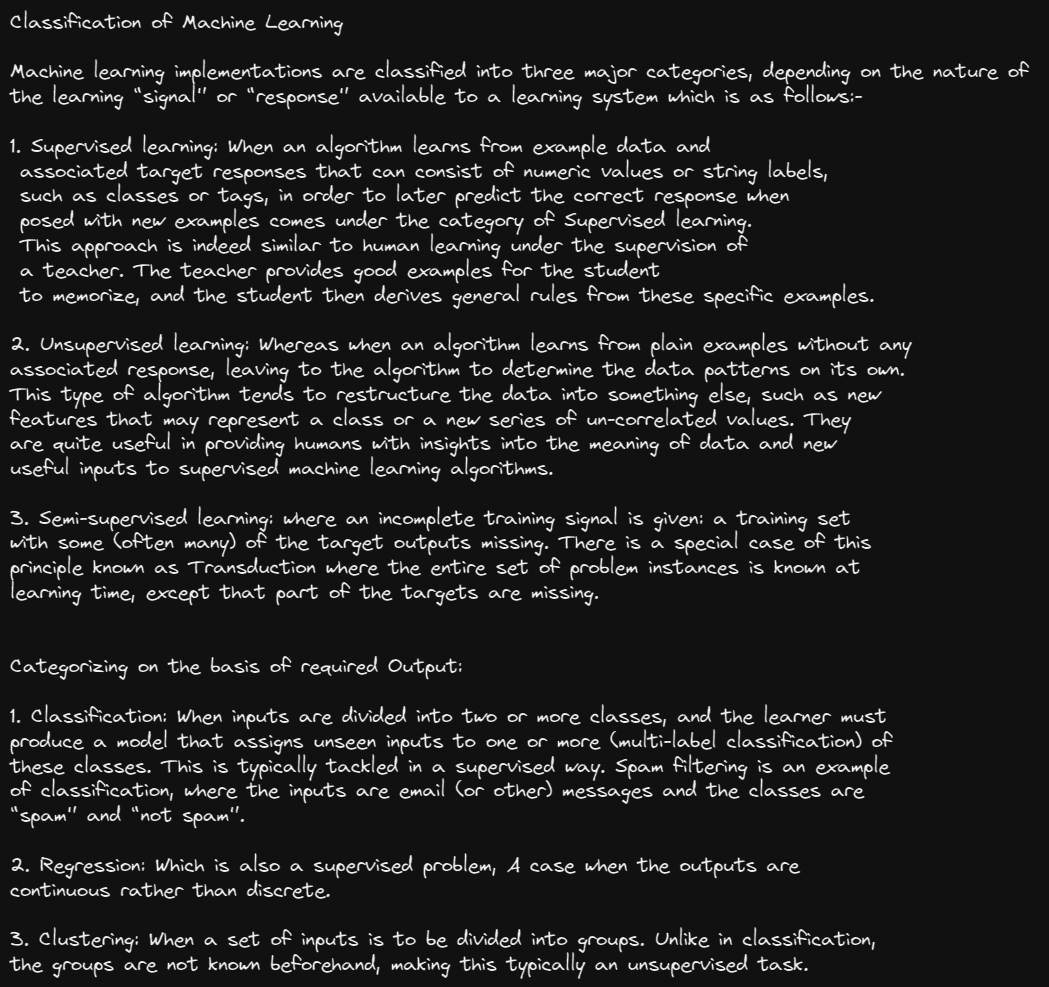 Classification of Machine Learning
Machine learning implementations are classified into three major categories, depending on the nature of
the learning “signal” or “response” available to a learning system which is as follows:-
1. Supervised learning: When an algorithm learns from example data and
associated target responses that can consist of numeric values or string labels,
such as classes or tags, in order to later predict the correct response when
posed with new examples comes under the category of Supervised learning.
This approach is indeed similar to human learning under the supervision of
a teacher. The teacher provides good examples for the student
to memorize, and the student then derives general rules from these specific examples.
2. Unsupervised learning: Whereas when an algorithm learns from plain examples without any
associated response, leaving to the algorithm to determine the data patterns on its own.
This type of algorithm tends to restructure the data into something else, such as new
features that may represent a class or a new series of un-correlated values. They
are quite useful in providing humans with insights into the meaning of data and new
useful inputs to supervised machine learning algorithms.
3. Semi-supervised learning: where an incomplete training signal is given: a training set
with some (often many) of the target outputs missing. There is a special case of this
principle known as Transduction where the entire set of problem instances is known at
learning time, except that part of the targets are missing.
Categorizing on the basis of required Output:
1. Classification: When inputs are divided into two or more classes, and the learner must
produce a model that assigns unseen inputs to one or more (multi-label classification) of
these classes. This is typically tackled in a supervised way. Spam filtering is an example
of classification, where the inputs are email (or other) messages and the classes are
“spam” and “not spam”.
2. Regression: Which is also a supervised problem, A case when the outputs are
continuous rather than discrete.
3. Clustering: When a set of inputs is to be divided into groups. Unlike in classification,
the groups are not known beforehand, making this typically an unsupervised task.